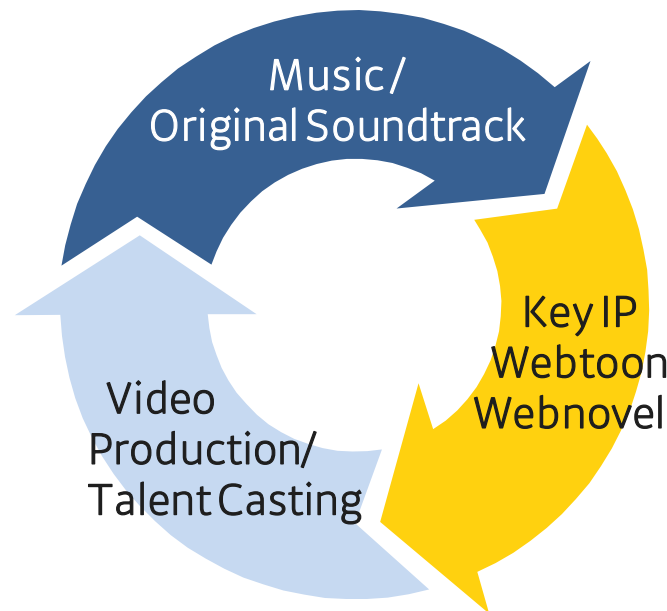 Music/
Original Soundtrack
Key IP
Webtoon
Webnovel
Video
Production/
Talent Casting